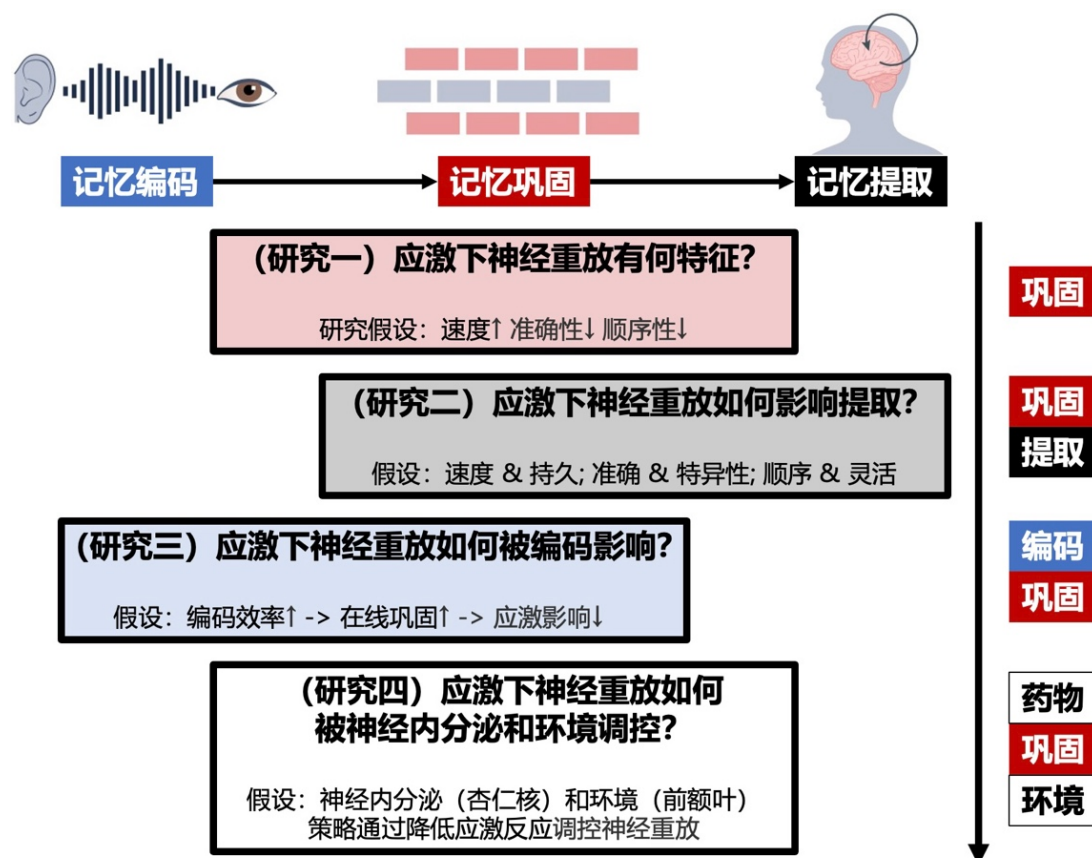 记忆编码
记忆巩固
记忆提取
（研究一）应激下神经重放有何特征？
研究假设：速度↑ 准确性↓ 顺序性↓
巩固
（研究二）应激下神经重放如何影响提取？
假设：速度 & 持久; 准确 & 特异性; 顺序 & 灵活
巩固
提取
（研究三）应激下神经重放如何被编码影响？
假设：编码效率↑ -> 在线巩固↑ -> 应激影响↓
编码
巩固
（研究四）应激下神经重放如何
被神经内分泌和环境调控？
假设：神经内分泌（杏仁核）和环境（前额叶）
策略通过降低应激反应调控神经重放
药物
巩固
环境